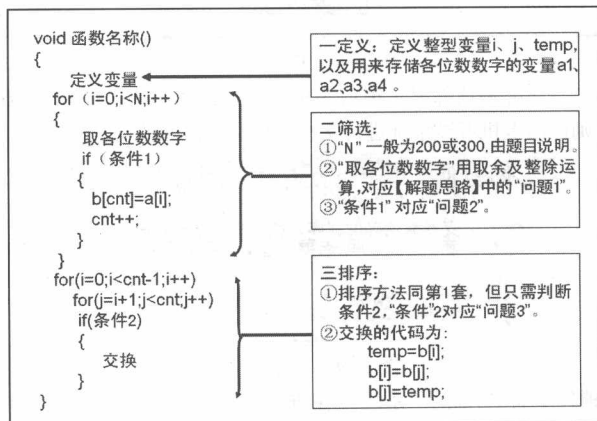 void 函数名称()
{
定义变量
for（i=0;i<N;i++）
{
取各位数数字
if（条件1）
{
b[cnt]=a[i];
cnt++;
}
}
for(i=0;i<cnt-1;i++)
for(j=i+1;j<cnt;j++)
if(条件2)
{
交换
}
}
一定义：定义整型变量i、j、temp,
以及用来存储各位数数字的变量a1、
a2、a3、a4 。
二筛选：
①“N” 一般为200或300,由题目说明。
②“取各位数数字”用取余及整除运
算,对应【解题思路】中的“问题1”。
③“条件1” 对应“问题2”。
三排序：
①排序方法同第1套，但只需判断
条件2,“条件”2对应“问题3”。
②交换的代码为：
temp=b[i];
b[i]=b[j];
b[j]=temp;